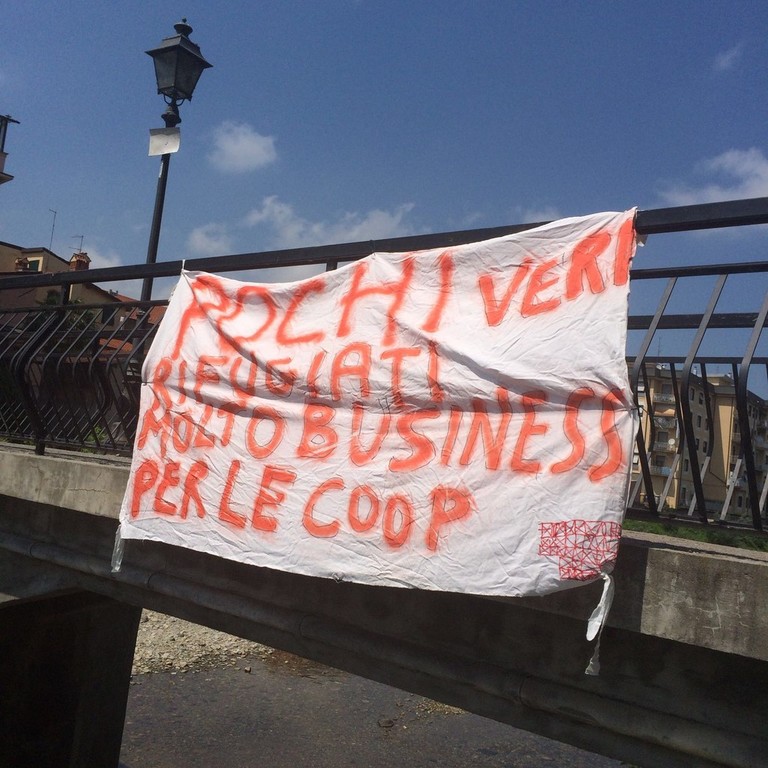 POCHI VERI
RIFUGIATI
MOLTO BUSINESS
PER LE COOP